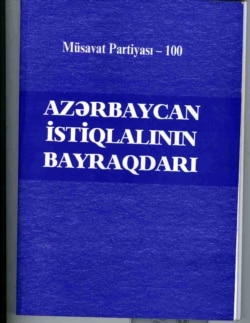 Müsavat Partiyası – 100
AZƏRBAYCAN
İSTİQLALININ
BAYRAQDARI